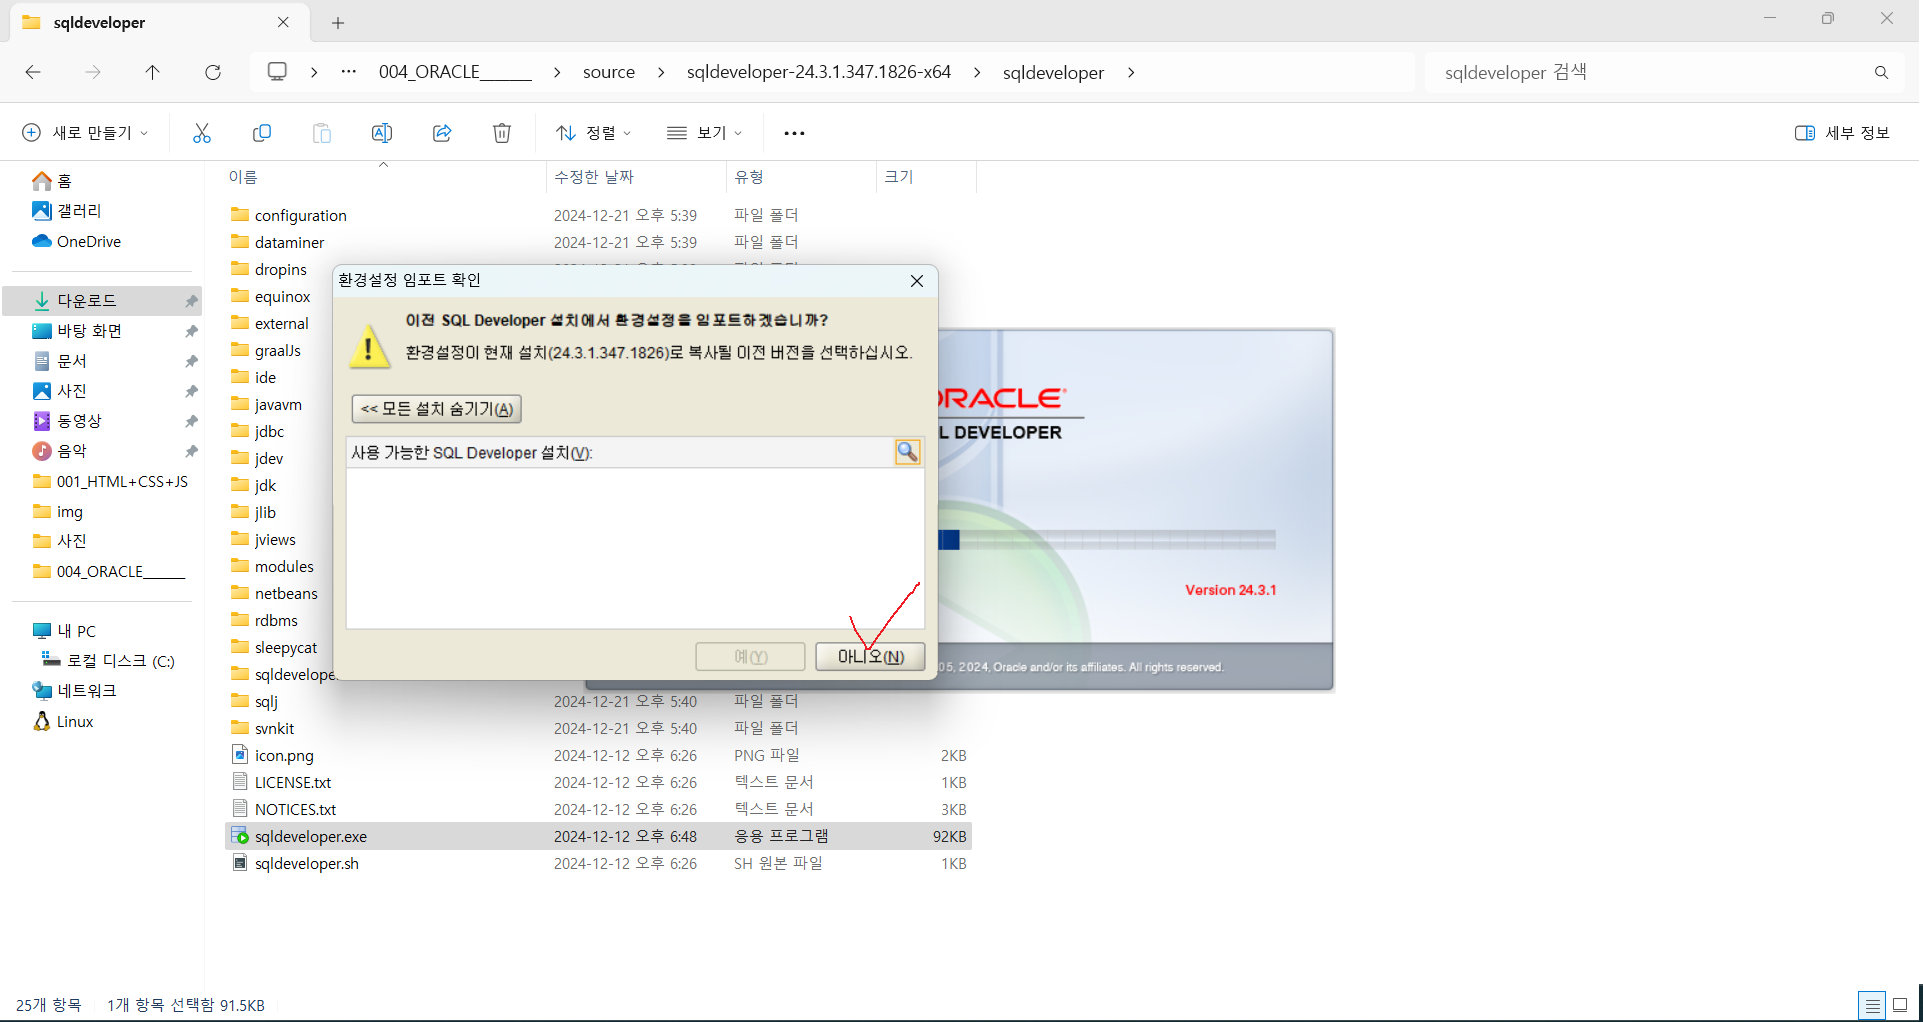 sqldeveloper
004_ORACLE______ > source > sqldeveloper-24.3.1.347.1826-x64 > sqldeveloper >
sqldeveloper 검색
새로 만들기
정렬
보기
세부 정보
홈
갤러리
OneDrive
다운로드
바탕 화면
문서
사진
동영상
음악
001_HTML+CSS+JS
img
사진
004_ORACLE______
내 PC
로컬 디스크 (C:)
네트워크
Linux
이름 수정한 날짜 유형 크기
configuration 2024-12-21 오후 5:39 파일 폴더
dataminer 2024-12-21 오후 5:39 파일 폴더
dropins
equinox
external
graalJs
ide
javavm
jdbc
jdev
jdk
jlib
jviews
modules
netbeans
rdbms
sleepycat
sqldevelope
sqlj 2024-12-21 오후 5:40 파일 폴더
svnkit 2024-12-21 오후 5:40 파일 폴더
icon.png 2024-12-12 오후 6:26 PNG 파일 2KB
LICENSE.txt 2024-12-12 오후 6:26 텍스트 문서 1KB
NOTICES.txt 2024-12-12 오후 6:26 텍스트 문서 3KB
sqldeveloper.exe 2024-12-12 오후 6:48 응용 프로그램 92KB
sqldeveloper.sh 2024-12-12 오후 6:26 SH 원본 파일 1KB
환경설정 임포트 확인
이전 SQL Developer 설치에서 환경설정을 임포트하겠습니까?
환경설정이 현재 설치(24.3.1.347.1826)로 복사될 이전 버전을 선택하십시오.
<< 모든 설치 숨기기(A)
사용 가능한 SQL Developer 설치(V):
예(Y)
아니오(N)
RACLE
L DEVELOPER
Version 24.3.1
05, 2024, Oracle and/or its affiliates. All rights reserved.
25개 항목
1개 항목 선택함 91.5KB